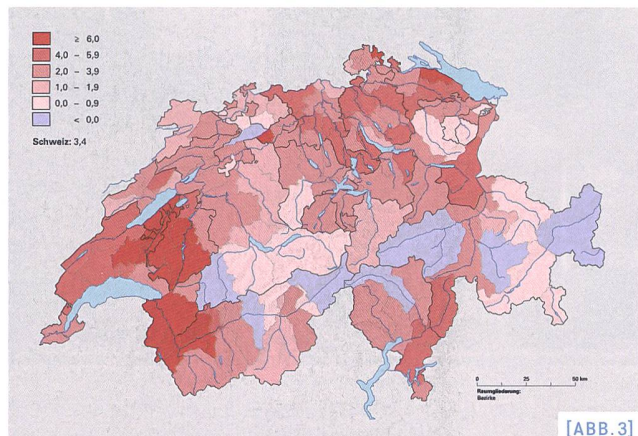 ≥ 6,0
4,0 – 5,9
2,0 – 3,9
1,0 – 1,9
0,0 – 0,9
< 0,0
Schweiz: 3,4
0 25 50 km
Raumgliederung:
Bezirke
[ABB.3]